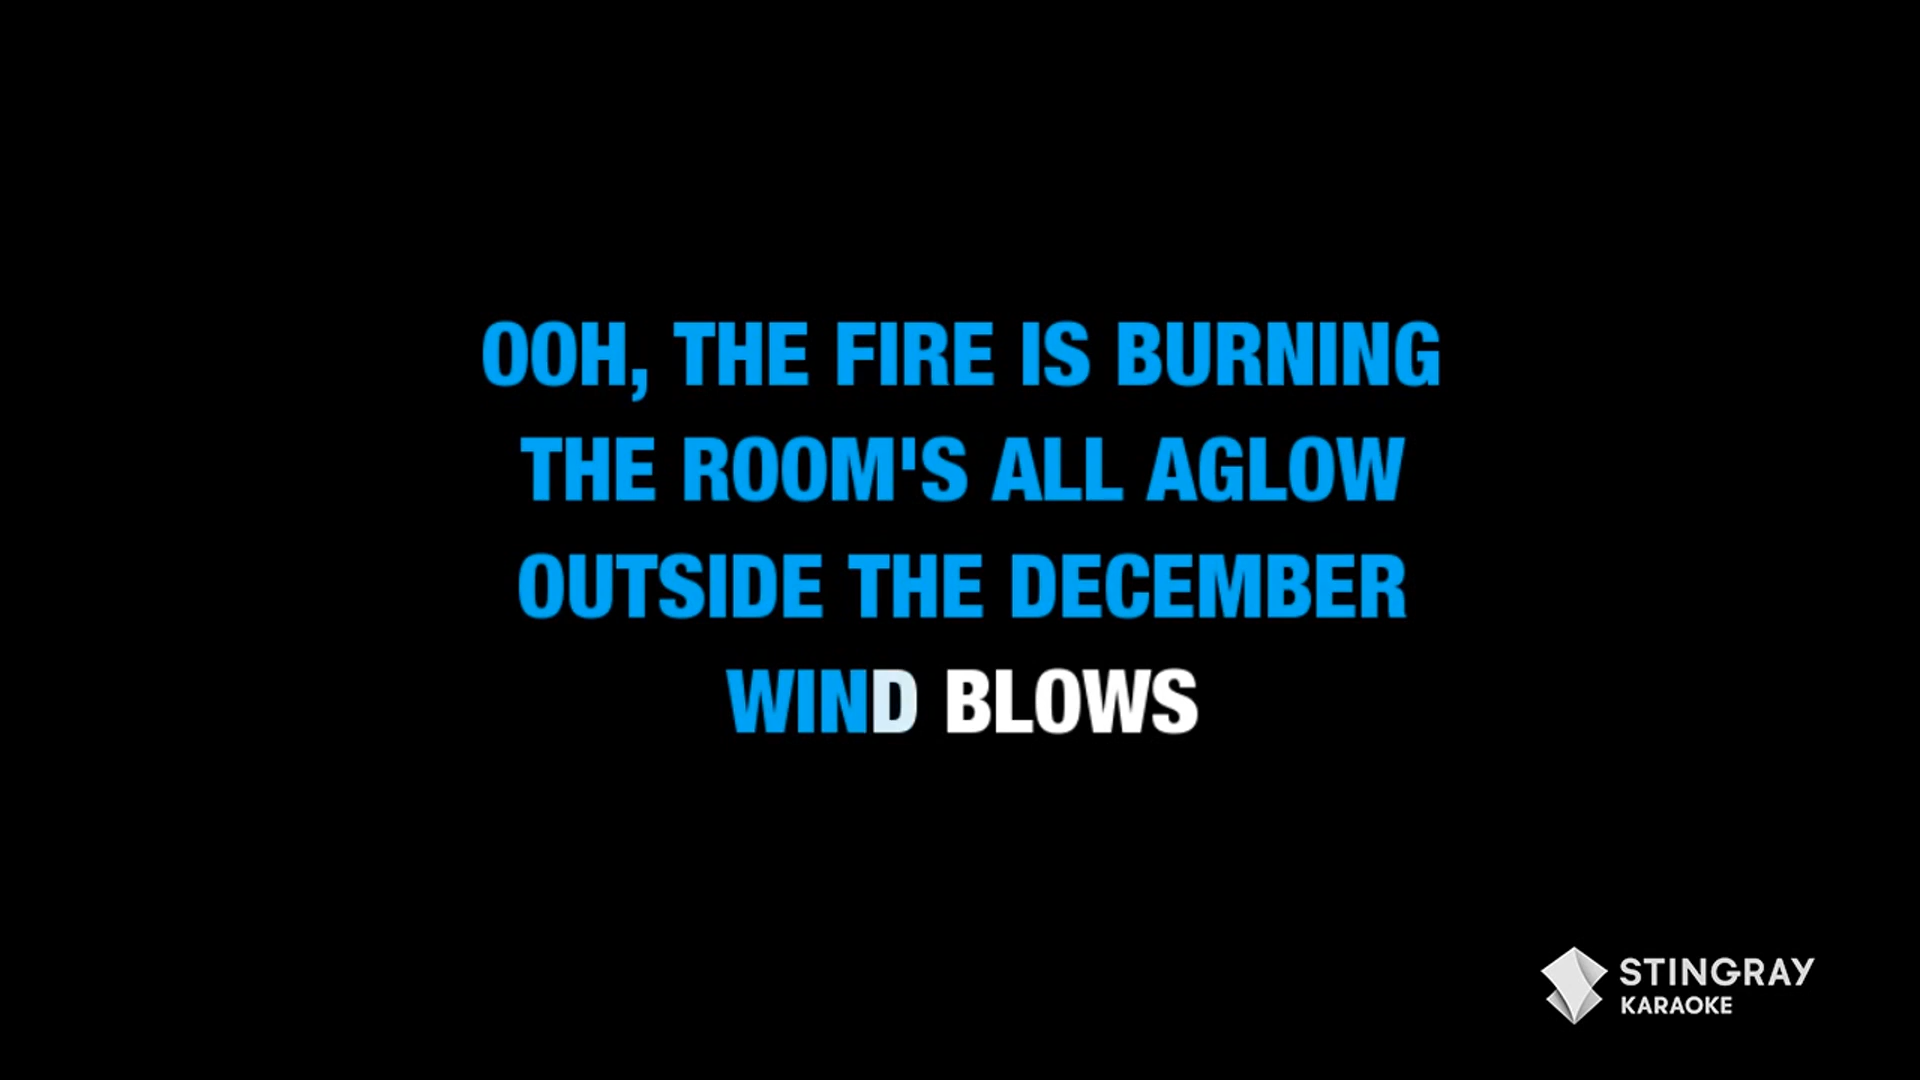 OOH, THE FIRE IS BURNING
THE ROOM'S ALL AGLOW
OUTSIDE THE DECEMBER
WIND BLOWS
STINGRAY
KARAOKE